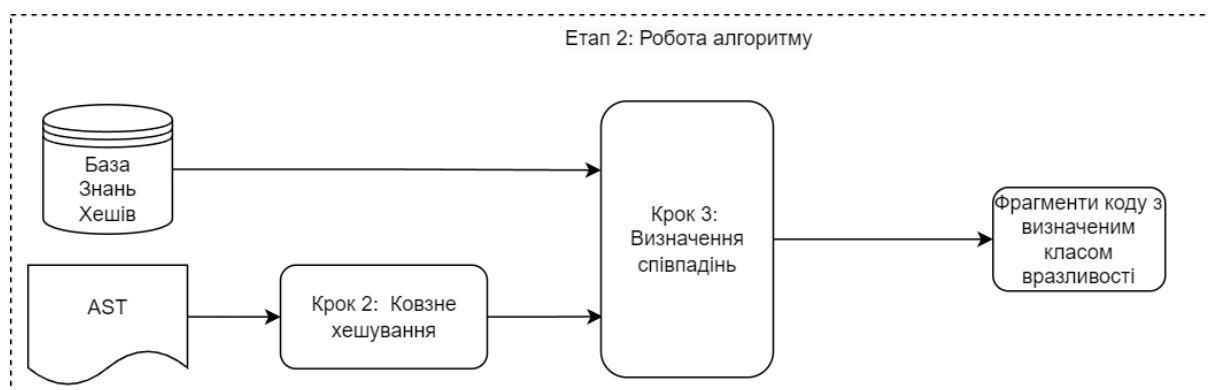 Етап 2: Робота алгоритму
База
Знань
Хешів
AST
Крок 2:  Ковзне
хешування
Крок 3:
Визначення
співпадінь
Фрагменти коду з
визначеним
класом
вразливості